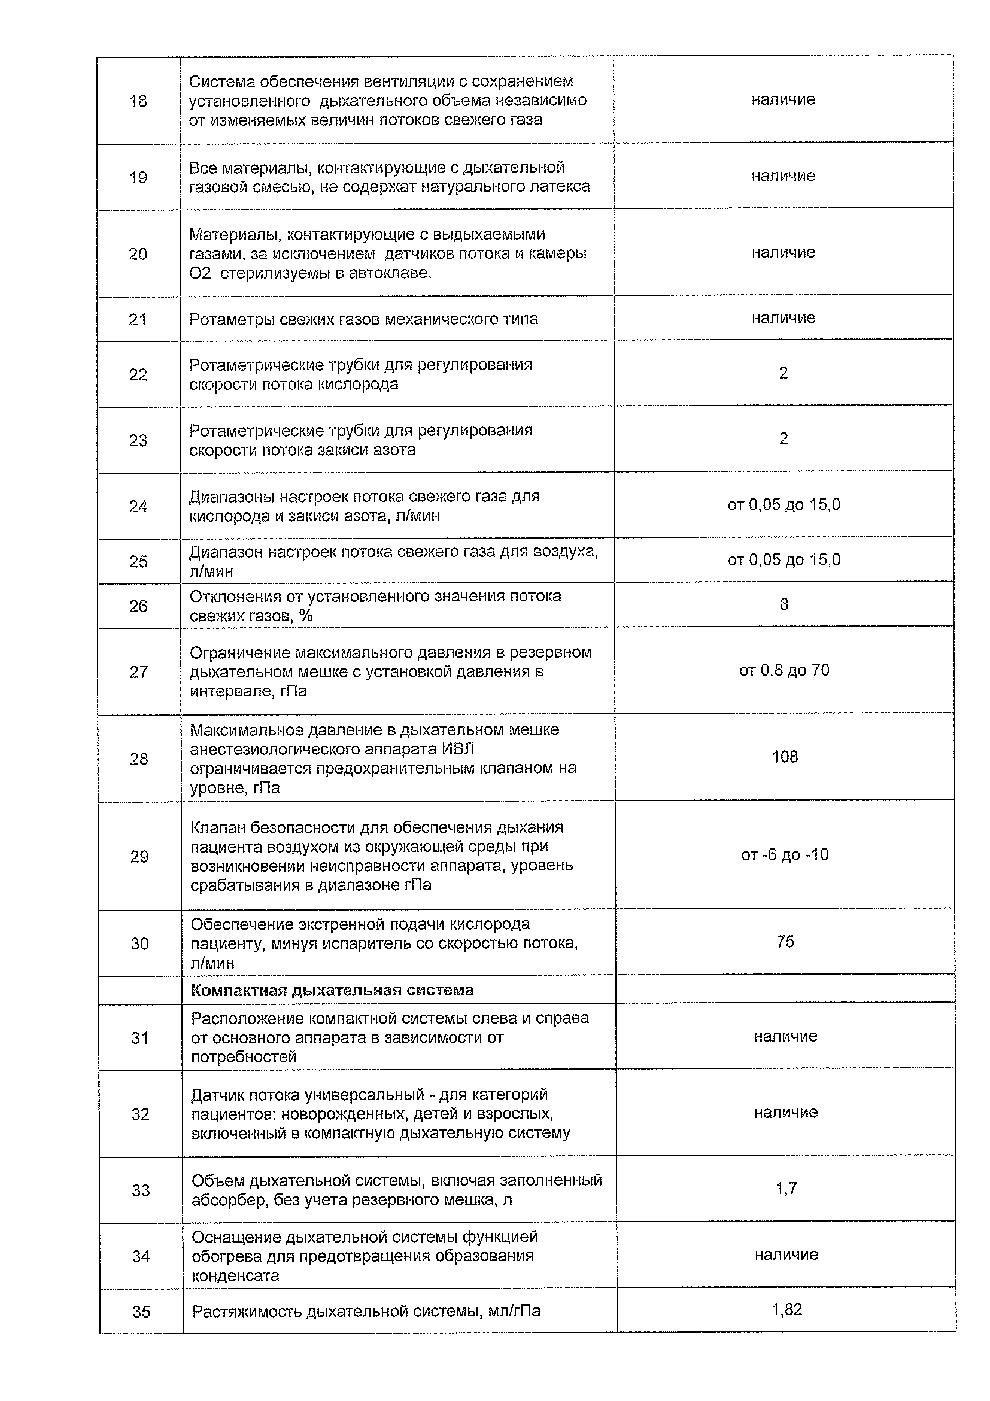 18
Система обеспечения вентиляции с сохранением
установленного дыхательного объема независимо
от изменяемых величин потоков свежего газа
наличие
19
Все материалы, контактирующие с дыхательной
газовой смесью, не содержат натурального латекса
наличие
20
Материалы, контактирующие с выдыхаемыми
газами, за исключением датчиков потока и камеры
О2 стерилизуемы в автоклаве.
наличие
21
Ротаметры свежих газов механического типа
наличие
22
Ротаметрические трубки для регулирования
скорости потока кислорода
2
23
Ротаметрические трубки для регулирования
скорости потока закиси азота
2
24
Диапазоны настроек потока свежего газа для
кислорода и закиси азота, л/мин
от 0,05 до 15,0
25
Диапазон настроек потока свежего газа для воздуха,
л/мин
от 0,05 до 15,0
26
Отклонения от установленного значения потока
свежих газов, %
8
27
Ограничение максимального давления в резервном
дыхательном мешке с установкой давления в
интервале, гПа
от 0.8 до 70
28
Максимальное давление в дыхательном мешке
анестезиологического аппарата ИВЛ
ограничивается предохранительным клапаном на
уровне, гПа
108
29
Клапан безопасности для обеспечения дыхания
пациента воздухом из окружающей среды при
возникновении неисправности аппарата, уровень
срабатывания в диапазоне гПа
от -6 до -10
30
Обеспечение экстренной подачи кислорода
пациенту, минуя испаритель со скоростью потока,
л/мин
75
Компактная дыхательная система
31
Расположение компактной системы слева и справа
от основного аппарата в зависимости от
потребностей
наличие
32
Датчик потока универсальный - для категорий
пациентов: новорожденных, детей и взрослых,
включенный в компактную дыхательную систему
наличие
33
Объем дыхательной системы, включая заполненный
абсорбер, без учета резервного мешка, л
1,7
34
Оснащение дыхательной системы функцией
обогрева для предотвращения образования
конденсата
наличие
35
Растяжимость дыхательной системы, мл/гПа
1,82